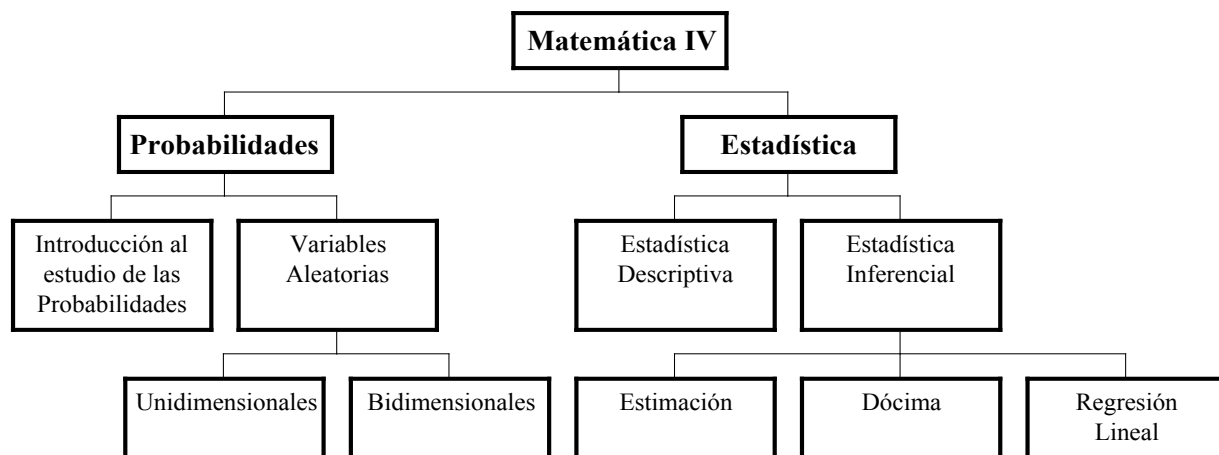 Matemática IV
Probabilidades
Estadística
Introducción al
estudio de las
Probabilidades
Variables
Aleatorias
Estadística
Descriptiva
Estadística
Inferencial
Unidimensionales
Bidimensionales
Estimación
Dócima
Regresión
Lineal